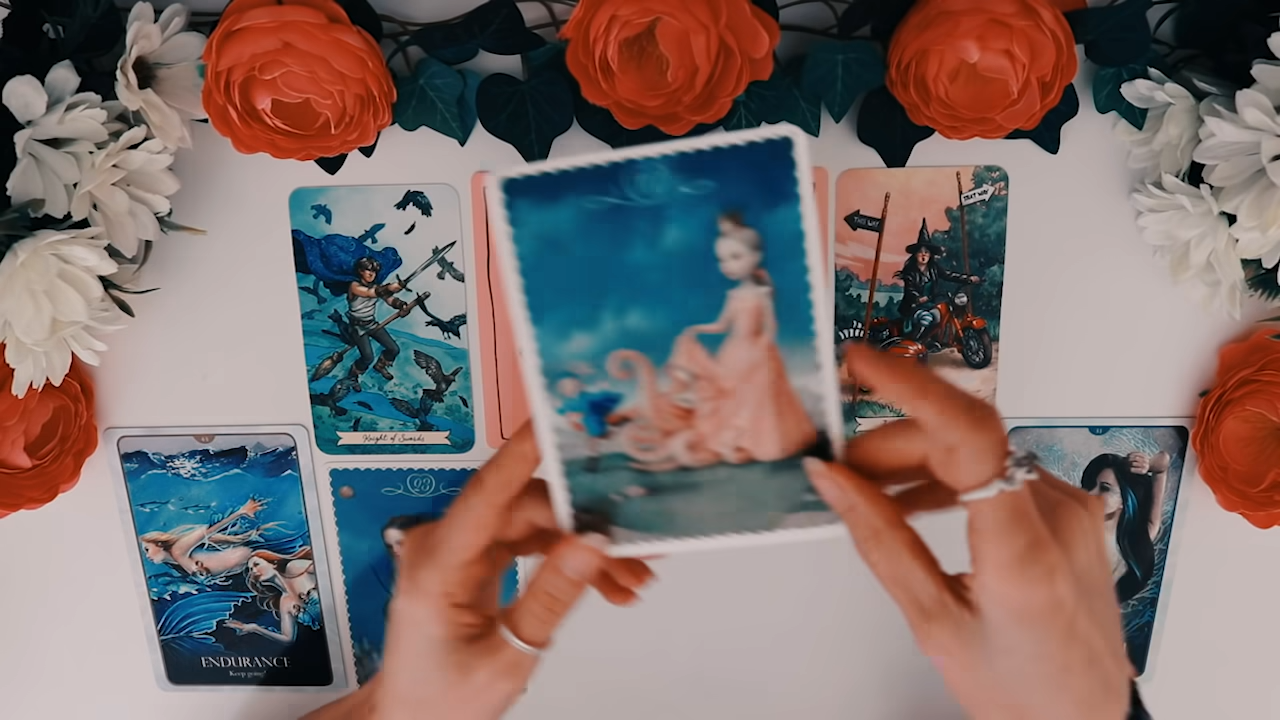 THIS WAY
THAT WAY
Knight of Swords
03
ENDURANCE
Keep going!